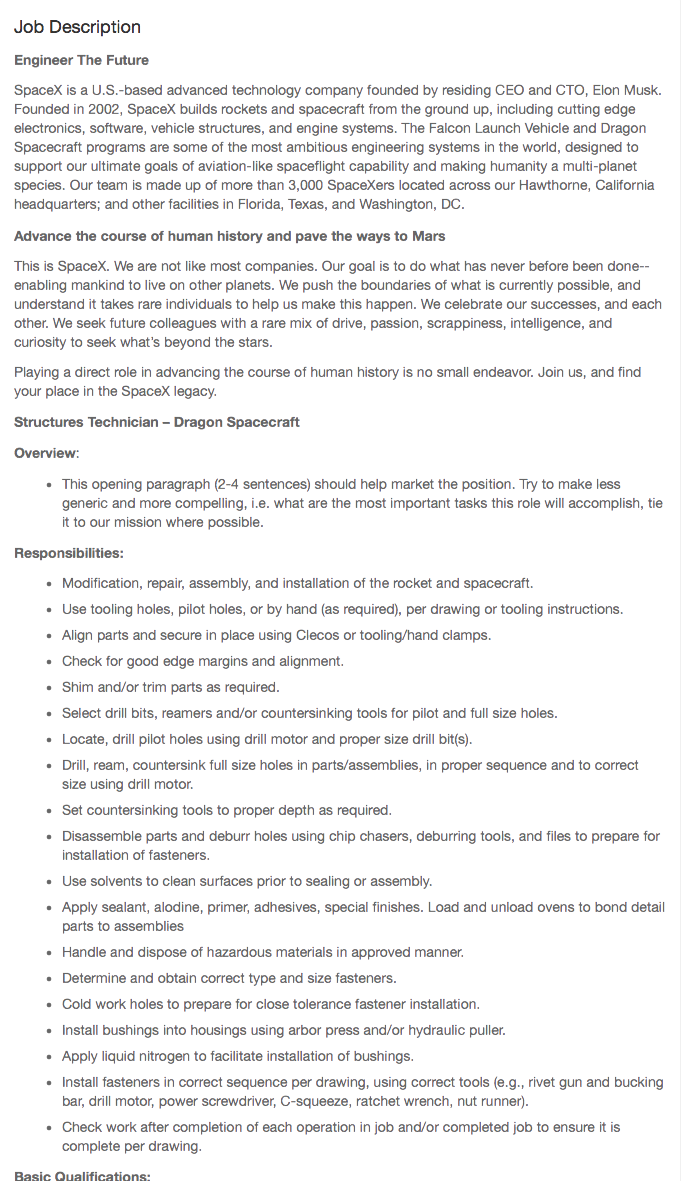 Job Description
Engineer The Future
SpaceX is a U.S.-based advanced technology company founded by residing CEO and CTO, Elon Musk.
Founded in 2002, SpaceX builds rockets and spacecraft from the ground up, including cutting edge
electronics, software, vehicle structures, and engine systems. The Falcon Launch Vehicle and Dragon
Spacecraft programs are some of the most ambitious engineering systems in the world, designed to
support our ultimate goals of aviation-like spaceflight capability and making humanity a multi-planet
species. Our team is made up of more than 3,000 SpaceXers located across our Hawthorne, California
headquarters; and other facilities in Florida, Texas, and Washington, DC.
Advance the course of human history and pave the ways to Mars
This is SpaceX. We are not like most companies. Our goal is to do what has never before been done--
enabling mankind to live on other planets. We push the boundaries of what is currently possible, and
understand it takes rare individuals to help us make this happen. We celebrate our successes, and each
other. We seek future colleagues with a rare mix of drive, passion, scrappiness, intelligence, and
curiosity to seek what's beyond the stars.
Playing a direct role in advancing the course of human history is no small endeavor. Join us, and find
your place in the SpaceX legacy.
Structures Technician – Dragon Spacecraft
Overview:
• This opening paragraph (2-4 sentences) should help market the position. Try to make less
generic and more compelling, i.e. what are the most important tasks this role will accomplish, tie
it to our mission where possible.
Responsibilities:
• Modification, repair, assembly, and installation of the rocket and spacecraft.
• Use tooling holes, pilot holes, or by hand (as required), per drawing or tooling instructions.
• Align parts and secure in place using Clecos or tooling/hand clamps.
• Check for good edge margins and alignment.
• Shim and/or trim parts as required.
• Select drill bits, reamers and/or countersinking tools for pilot and full size holes.
• Locate, drill pilot holes using drill motor and proper size drill bit(s).
• Drill, ream, countersink full size holes in parts/assemblies, in proper sequence and to correct
size using drill motor.
• Set countersinking tools to proper depth as required.
• Disassemble parts and deburr holes using chip chasers, deburring tools, and files to prepare for
installation of fasteners.
• Use solvents to clean surfaces prior to sealing or assembly.
• Apply sealant, alodine, primer, adhesives, special finishes. Load and unload ovens to bond detail
parts to assemblies
• Handle and dispose of hazardous materials in approved manner.
• Determine and obtain correct type and size fasteners.
• Cold work holes to prepare for close tolerance fastener installation.
• Install bushings into housings using arbor press and/or hydraulic puller.
• Apply liquid nitrogen to facilitate installation of bushings.
• Install fasteners in correct sequence per drawing, using correct tools (e.g., rivet gun and bucking
bar, drill motor, power screwdriver, C-squeeze, ratchet wrench, nut runner).
• Check work after completion of each operation in job and/or completed job to ensure it is
complete per drawing.
Basic Qualifications: